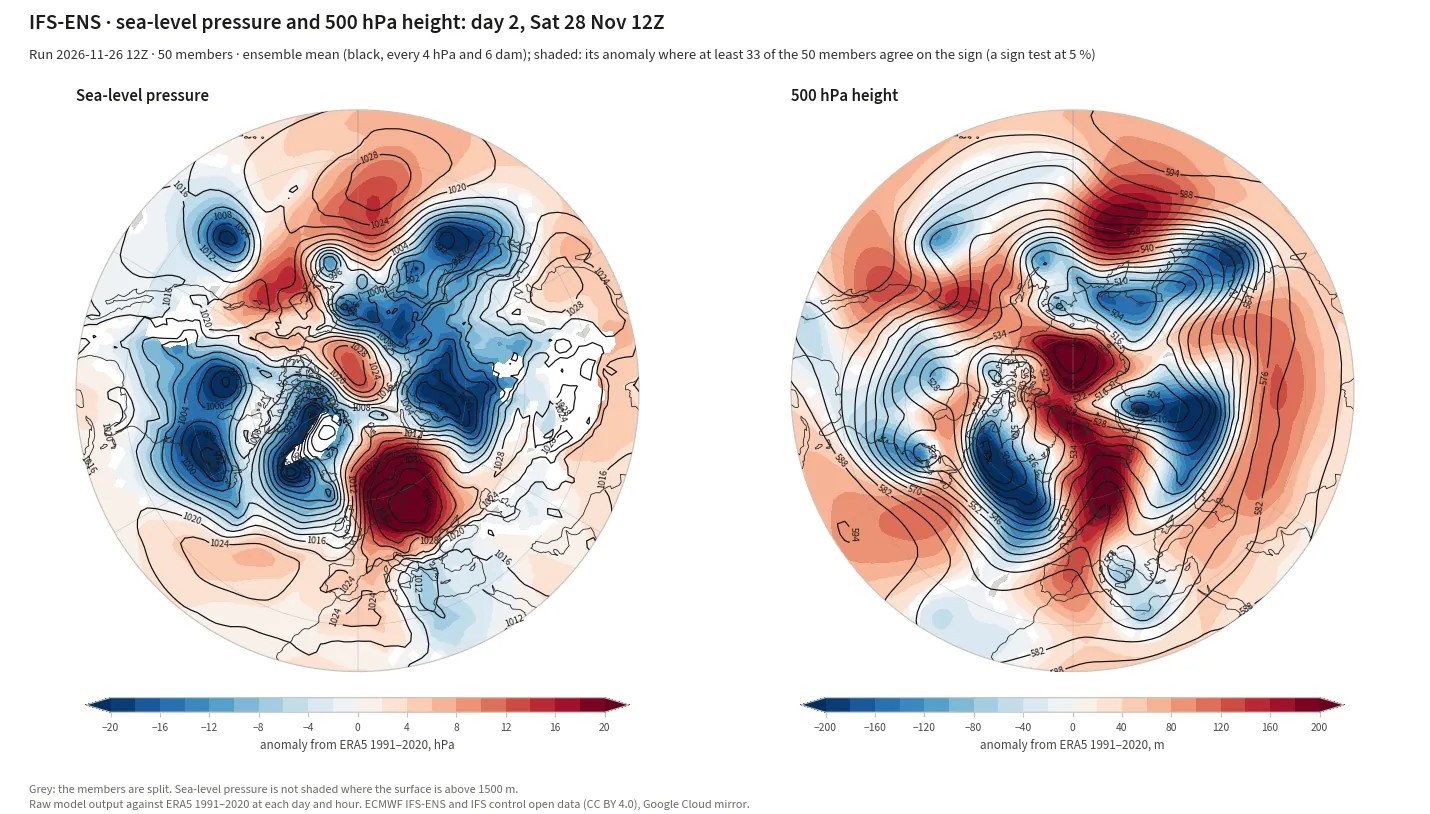 IFS-ENS · sea-level pressure and 500 hPa height: day 2, Sat 28 Nov 12Z
Run 2026-11-26 12Z · 50 members · ensemble mean (black, every 4 hPa and 6 dam); shaded: its anomaly where at least 33 of the 50 members agree on the sign (a sign test at 5 %)
Sea-level pressure
500 hPa height
−20 −16 −12 −8 −4 0 4 8 12 16 20
anomaly from ERA5 1991–2020, hPa
−200 −160 −120 −80 −40 0 40 80 120 160 200
anomaly from ERA5 1991–2020, m
Grey: the members are split. Sea-level pressure is not shaded where the surface is above 1500 m.
Raw model output against ERA5 1991–2020 at each day and hour. ECMWF IFS-ENS and IFS control open data (CC BY 4.0), Google Cloud mirror.